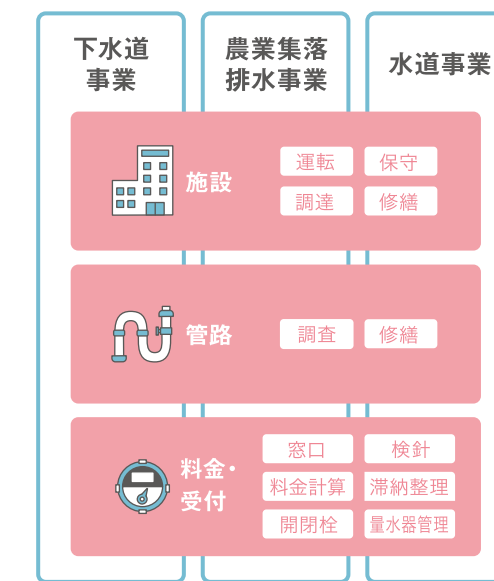 下水道
事業
農業集落
排水事業
水道事業
施設
運転
保守
調達
修繕
管路
調査
修繕
料金・
受付
窓口
検針
料金計算
滞納整理
開閉栓
量水器管理